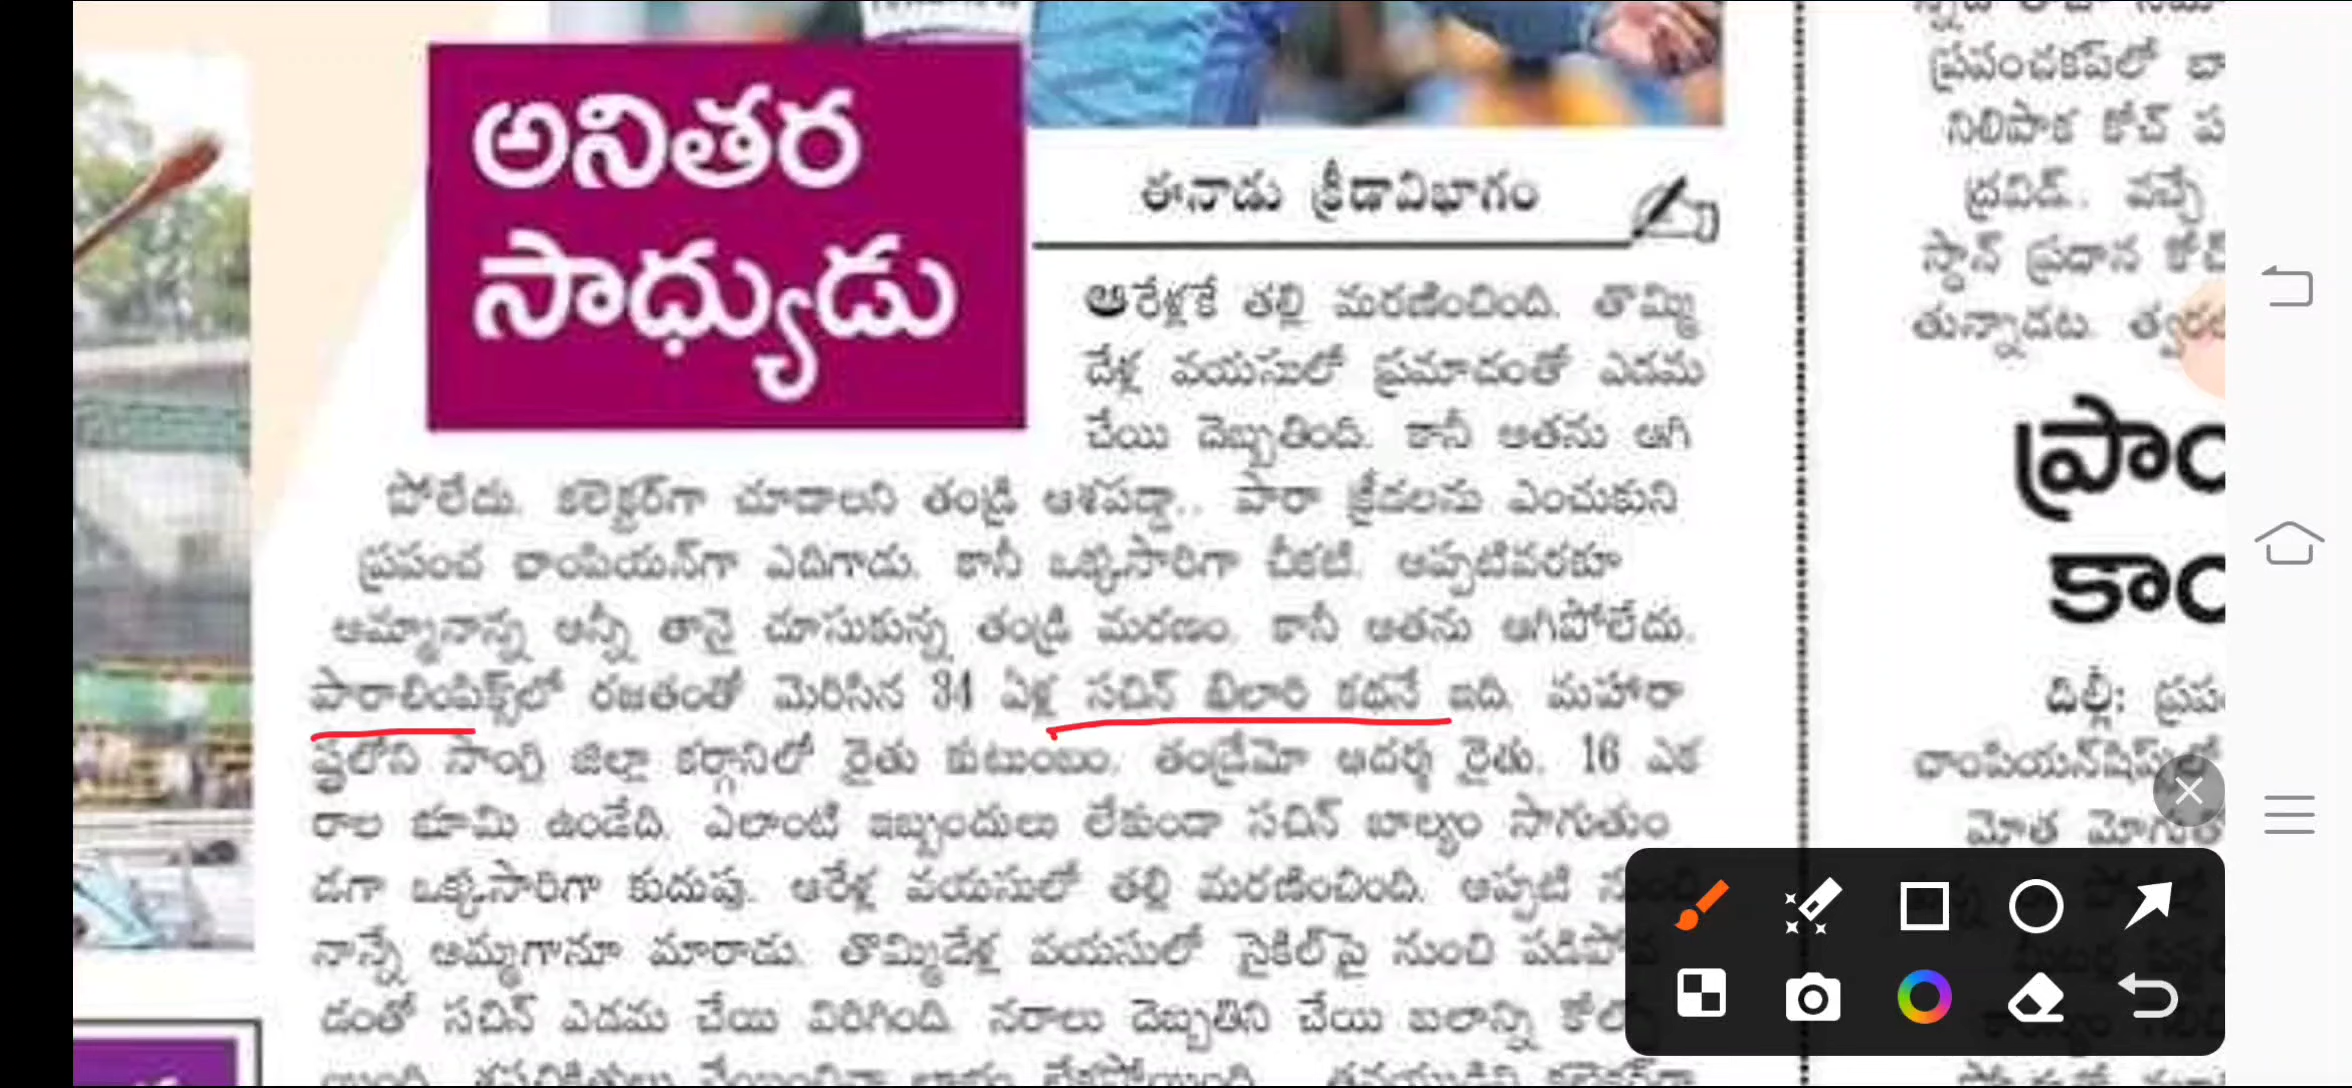 అనితర
సాధ్యుడు
ఈనాడు క్రీడావిభాగం
ఆరేళ్లకే తల్లి మరణించింది. తొమ్మి
దేళ్ల వయసులో ప్రమాదంతో ఎడమ
చేయి దెబ్బతింది. కానీ అతను ఆగి
పోలేదు. కలెక్టర్‌గా చూడాలని తండ్రి ఆశపడ్డా.. పారా క్రీడలను ఎంచుకుని
ప్రపంచ ఛాంపియన్‌గా ఎదిగాడు. కానీ ఒక్కసారిగా చీకటి. అప్పటివరకూ
అమ్మానాన్న అన్నీ తానై చూసుకున్న తండ్రి మరణం. కానీ అతను ఆగిపోలేదు.
పారాలింపిక్స్‌లో రజతంతో మెరిసిన 34 ఏళ్ల సచిన్ ఖిలారి కథనే ఇది. మహారా
ష్ట్రలోని సాంగ్లి జిల్లా కర్గానిలో రైతు కుటుంబం. తండ్రేమో ఆదర్శ రైతు. 16 ఎక
రాల భూమి ఉండేది. ఎలాంటి ఇబ్బందులు లేకుండా సచిన్ బాల్యం సాగుతుం
డగా ఒక్కసారిగా కుదుపు. ఆరేళ్ల వయసులో తల్లి మరణించింది. అప్పటి నుంచి
నాన్నే అమ్మగానూ మారాడు. తొమ్మిదేళ్ల వయసులో సైకిల్‌పై నుంచి పడిపోవ
డంతో సచిన్ ఎడమ చేయి విరిగింది. నరాలు దెబ్బతిని చేయి బలాన్ని
ప్రపంచకప్‌లో
నిలిపాక కోచ్
ద్రవిడ్.. వచ్చే
స్థాన్ ప్రధాన కోచ్
తున్నాడట.
దిల్లీ: